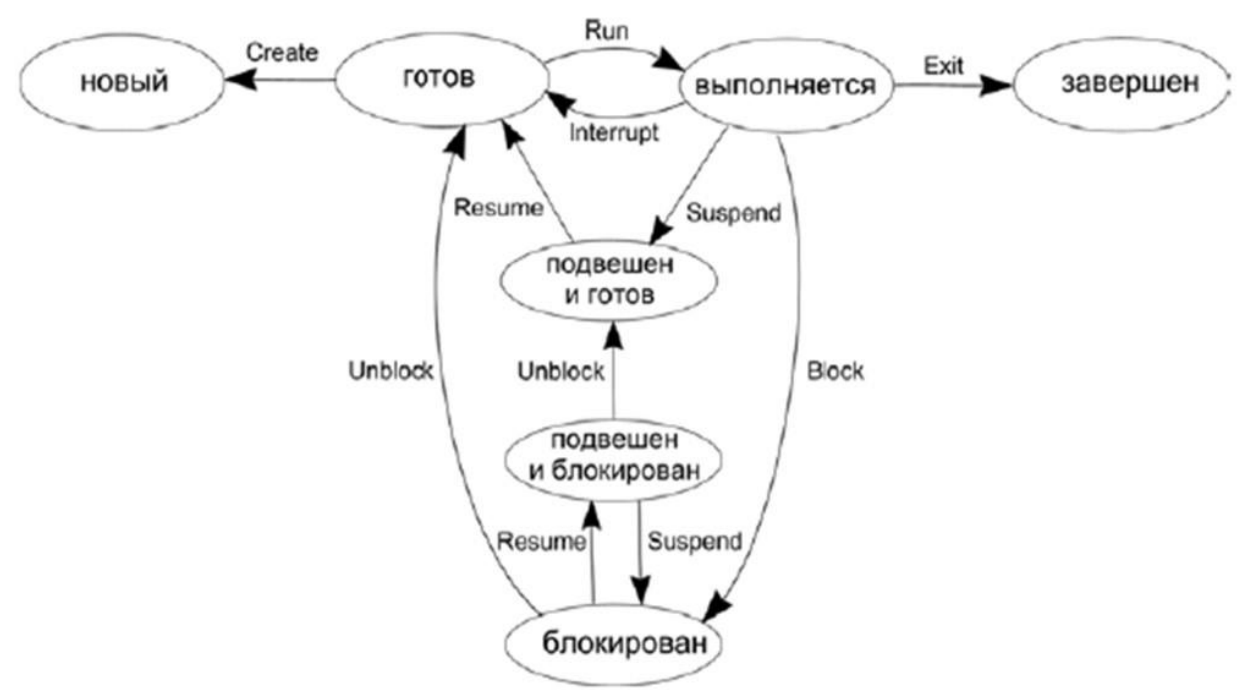 Run
Create
Exit
новый
готов
выполняется
завершен
Interrupt
Resume
Suspend
подвешен
и готов
Unblock
Unblock
Block
подвешен
и блокирован
Resume
Suspend
блокирован